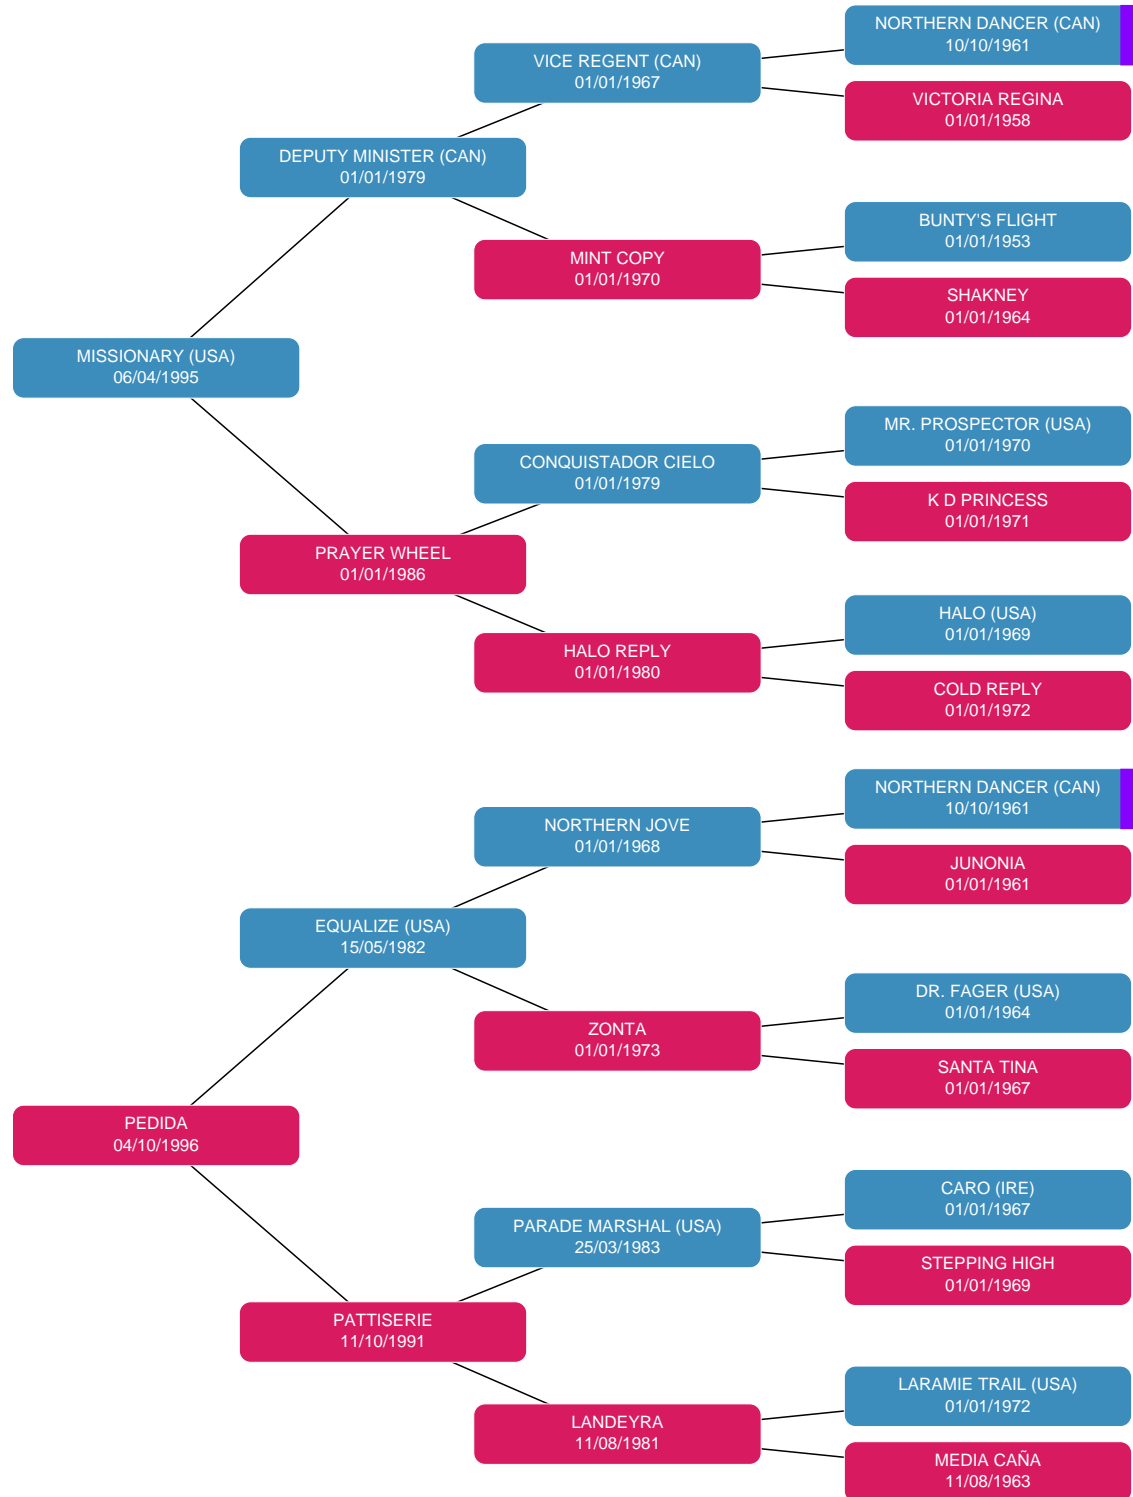 NORTHERN DANCER (CAN)
10/10/1961
VICE REGENT (CAN)
01/01/1967
VICTORIA REGINA
01/01/1958
DEPUTY MINISTER (CAN)
01/01/1979
BUNTY'S FLIGHT
01/01/1953
MINT COPY
01/01/1970
SHAKNEY
01/01/1964
MISSIONARY (USA)
06/04/1995
MR. PROSPECTOR (USA)
01/01/1970
CONQUISTADOR CIELO
01/01/1979
K D PRINCESS
01/01/1971
PRAYER WHEEL
01/01/1986
HALO (USA)
01/01/1969
HALO REPLY
01/01/1980
COLD REPLY
01/01/1972
NORTHERN DANCER (CAN)
10/10/1961
NORTHERN JOVE
01/01/1968
JUNONIA
01/01/1961
EQUALIZE (USA)
15/05/1982
DR. FAGER (USA)
01/01/1964
ZONTA
01/01/1973
SANTA TINA
01/01/1967
PEDIDA
04/10/1996
CARO (IRE)
01/01/1967
PARADE MARSHAL (USA)
25/03/1983
STEPPING HIGH
01/01/1969
PATTISERIE
11/10/1991
LARAMIE TRAIL (USA)
01/01/1972
LANDEYRA
11/08/1981
MEDIA CAÑA
11/08/1963